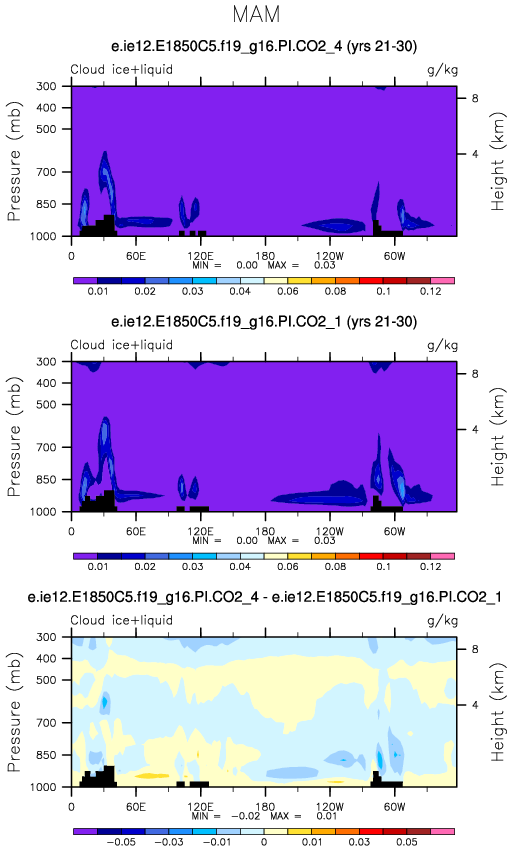 MAM
e.ie12.E1850C5.f19_g16.PI.CO2_4 (yrs 21-30)
Cloud ice+liquid g/kg
Pressure (mb)
300
400
500
700
850
1000
8
4
Height (km)
0 60E 120E 180 120W 60W
MIN = 0.00 MAX = 0.03
0.01 0.02 0.03 0.04 0.06 0.08 0.1 0.12
e.ie12.E1850C5.f19_g16.PI.CO2_1 (yrs 21-30)
Cloud ice+liquid g/kg
Pressure (mb)
300
400
500
700
850
1000
8
4
Height (km)
0 60E 120E 180 120W 60W
MIN = 0.00 MAX = 0.03
0.01 0.02 0.03 0.04 0.06 0.08 0.1 0.12
e.ie12.E1850C5.f19_g16.PI.CO2_4 - e.ie12.E1850C5.f19_g16.PI.CO2_1
Cloud ice+liquid g/kg
Pressure (mb)
300
400
500
700
850
1000
8
4
Height (km)
0 60E 120E 180 120W 60W
MIN = -0.02 MAX = 0.01
-0.05 -0.03 -0.01 0 0.01 0.03 0.05